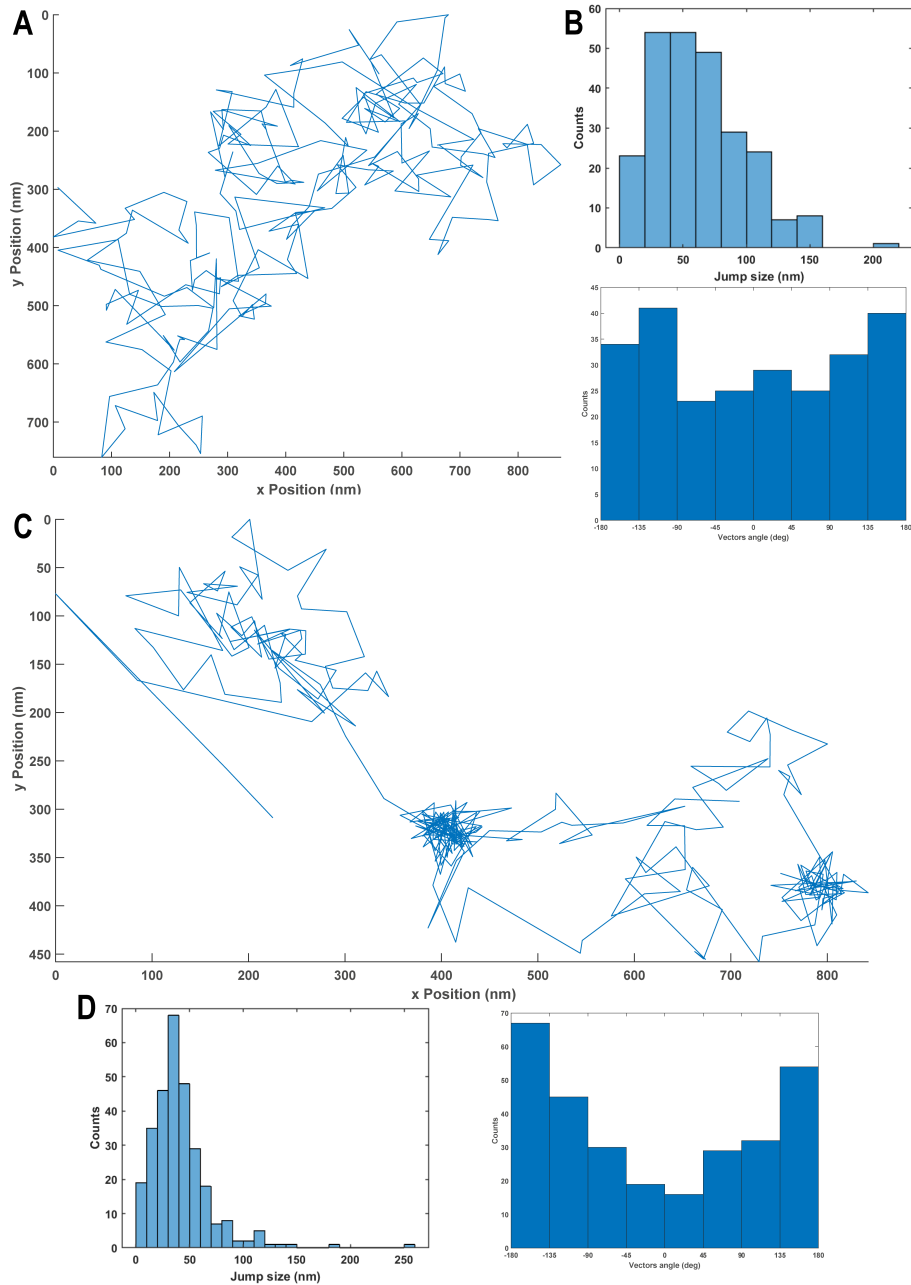 A
0
100
200
300
400
500
600
700
y Position (nm)
0 100 200 300 400 500 600 700 800
x Position (nm)
B
60
50
40
30
20
10
0
Counts
0 50 100 150 200
Jump size (nm)
45
40
35
30
25
20
15
10
5
0
Counts
-180 -135 -90 -45 0 45 90 135 180
Vectors angle (deg)
C
0
50
100
150
200
250
300
350
400
450
y Position (nm)
0 100 200 300 400 500 600 700 800
x Position (nm)
D
70
60
50
40
30
20
10
0
Counts
0 50 100 150 200 250
Jump size (nm)
70
60
50
40
30
20
10
0
Counts
-180 -135 -90 -45 0 45 90 135 180
Vectors angle (deg)